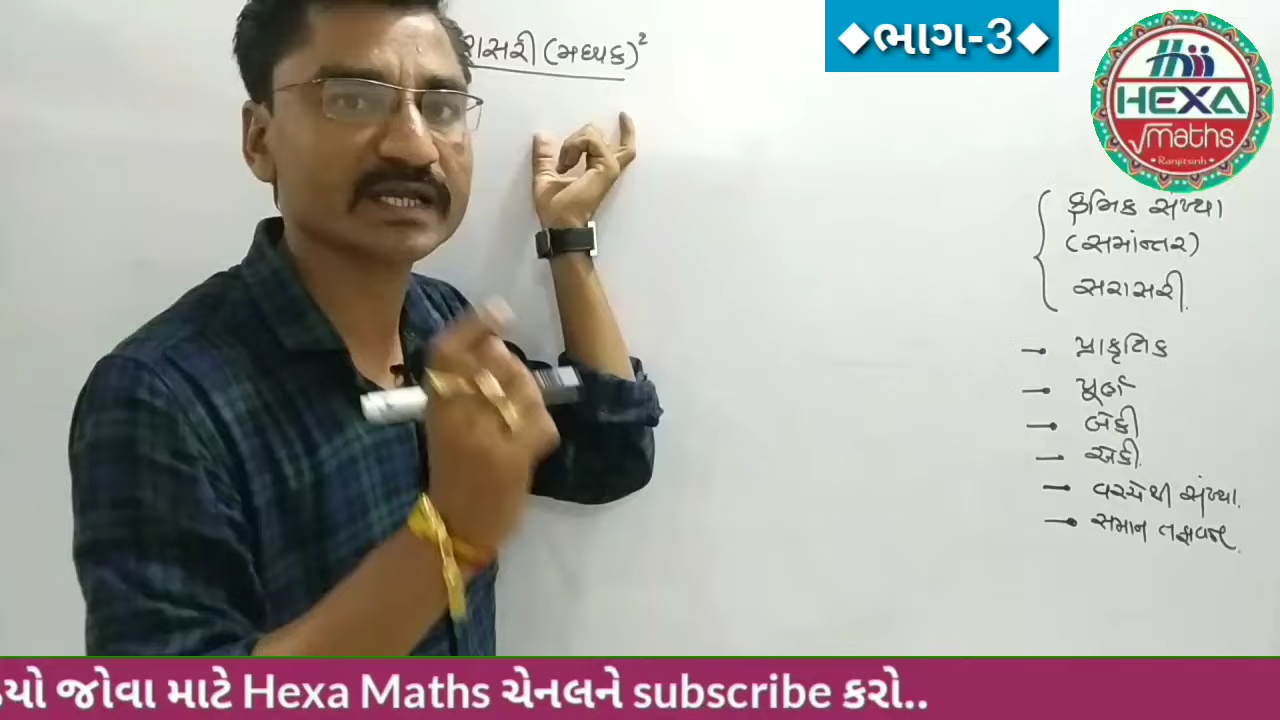 રાસરી (મધ્યક)²
◆ભાગ-3◆
HEXA
√maths
Ranjitsinh
ક્રમિક સંખ્યા
(સમાંતર)
સરાસરી.
પ્રાકૃતિક
પૂર્ણ
બેકી
એકી.
વચ્ચેથી સંખ્યા.
સમાન તફાવત.
ડિયો જોવા માટે Hexa Maths ચેનલને subscribe કરો..